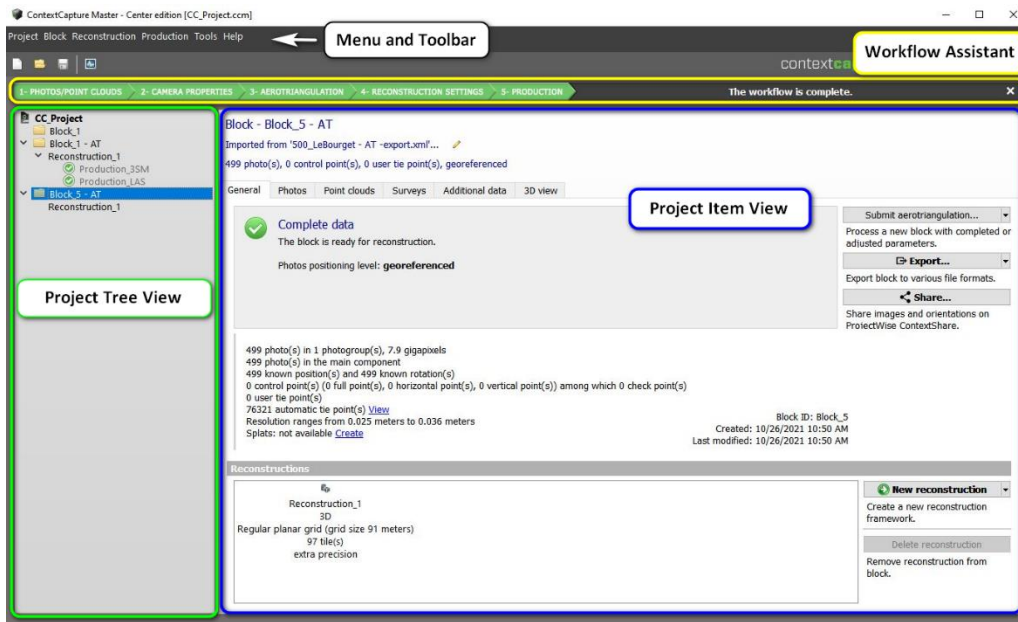 ContextCapture Master - Center edition [CC_Project.ccm]
Project Block Reconstruction Production Tools Help
Menu and Toolbar
Workflow Assistant
contextca
1- PHOTOS/POINT CLOUDS 2- CAMERA PROPERTIES 3- AEROTRIANGULATION 4- RECONSTRUCTION SETTINGS 5- PRODUCTION The workflow is complete.
CC_Project
Block_1
Block_1 - AT
Reconstruction_1
Production_3SM
Production_LAS
Block_5 - AT
Reconstruction_1
Project Tree View
Block - Block_5 - AT
Imported from '500_LeBourget - AT -export.xml'...
499 photo(s), 0 control point(s), 0 user tie point(s), georeferenced
General Photos Point clouds Surveys Additional data 3D view
Project Item View
Complete data
The block is ready for reconstruction.
Photos positioning level: georeferenced
Submit aerotriangulation...
Process a new block with completed or
adjusted parameters.
Export...
Export block to various file formats.
Share...
Share images and orientations on
ProjectWise ContextShare.
499 photo(s) in 1 photogroup(s), 7.9 gigapixels
499 photo(s) in the main component
499 known position(s) and 499 known rotation(s)
0 control point(s) (0 full point(s), 0 horizontal point(s), 0 vertical point(s)) among which 0 check point(s)
0 user tie point(s)
76321 automatic tie point(s) View
Resolution ranges from 0.025 meters to 0.036 meters
Splats: not available Create
Block ID: Block_5
Created: 10/26/2021 10:50 AM
Last modified: 10/26/2021 10:50 AM
Reconstructions
Reconstruction_1
3D
Regular planar grid (grid size 91 meters)
97 tile(s)
extra precision
New reconstruction
Create a new reconstruction
framework.
Delete reconstruction
Remove reconstruction from
block.